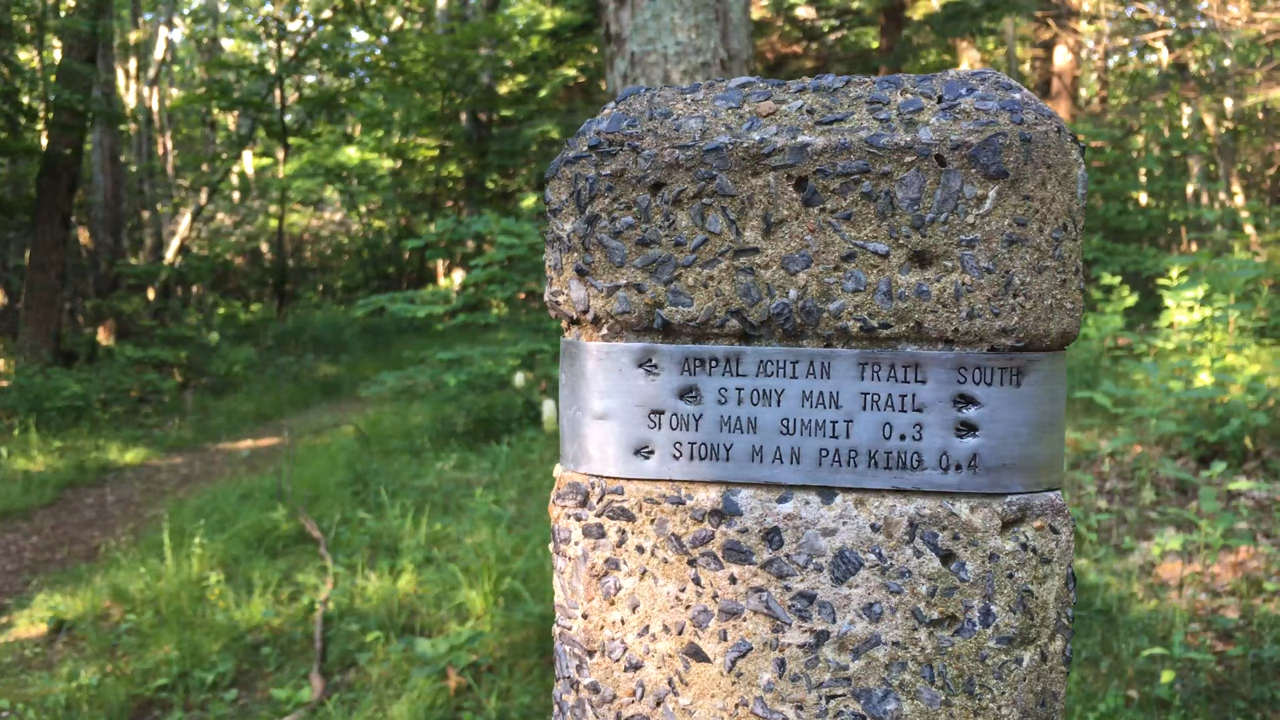 ← APPALACHIAN TRAIL SOUTH
← STONY MAN TRAIL →
STONY MAN SUMMIT 0.3 →
← STONY MAN PARKING 0.4